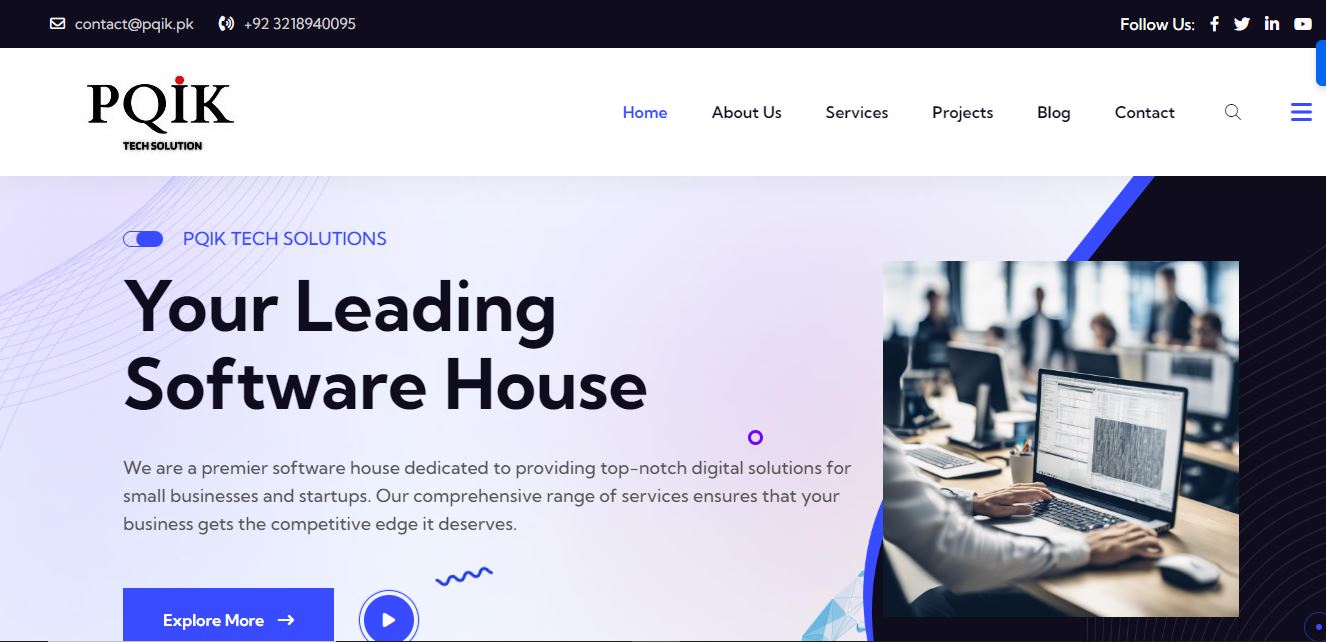 contact@pqik.pk +92 3218940095 Follow Us:
PQiK
TECH SOLUTION
Home About Us Services Projects Blog Contact
PQIK TECH SOLUTIONS
Your Leading
Software House
We are a premier software house dedicated to providing top-notch digital solutions for
small businesses and startups. Our comprehensive range of services ensures that your
business gets the competitive edge it deserves.
Explore More